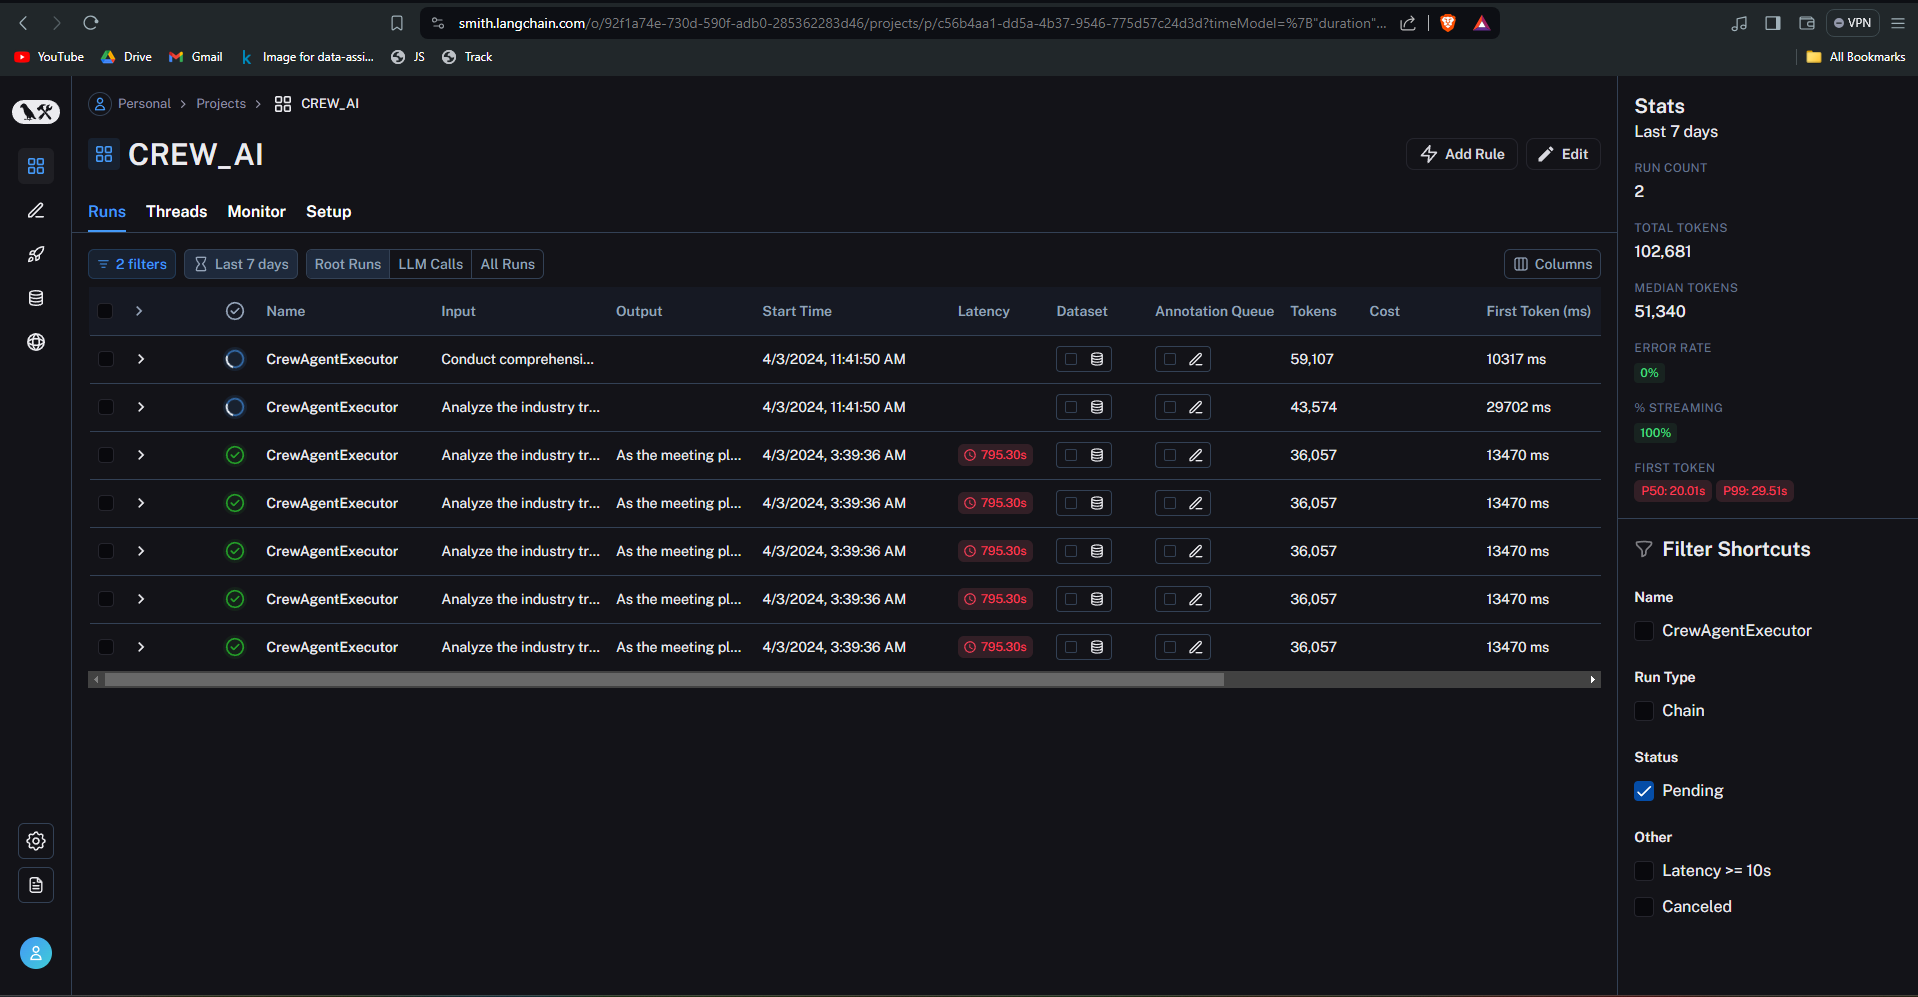 smith.langchain.com/o/92f1a74e-730d-590f-adb0-285362283d46/projects/p/c56b4aa1-dd5a-4b37-9546-775d57c24d3d?timeModel=%7B"duration"...
VPN
YouTube Drive Gmail Image for data-assi... JS Track All Bookmarks
Personal > Projects > CREW_AI
CREW_AI
Add Rule Edit
Runs Threads Monitor Setup
2 filters Last 7 days Root Runs LLM Calls All Runs Columns
Name Input Output Start Time Latency Dataset Annotation Queue Tokens Cost First Token (ms)
CrewAgentExecutor Conduct comprehensi... 4/3/2024, 11:41:50 AM 59,107 10317 ms
CrewAgentExecutor Analyze the industry tr... 4/3/2024, 11:41:50 AM 43,574 29702 ms
CrewAgentExecutor Analyze the industry tr... As the meeting pl... 4/3/2024, 3:39:36 AM 795.30s 36,057 13470 ms
CrewAgentExecutor Analyze the industry tr... As the meeting pl... 4/3/2024, 3:39:36 AM 795.30s 36,057 13470 ms
CrewAgentExecutor Analyze the industry tr... As the meeting pl... 4/3/2024, 3:39:36 AM 795.30s 36,057 13470 ms
CrewAgentExecutor Analyze the industry tr... As the meeting pl... 4/3/2024, 3:39:36 AM 795.30s 36,057 13470 ms
CrewAgentExecutor Analyze the industry tr... As the meeting pl... 4/3/2024, 3:39:36 AM 795.30s 36,057 13470 ms
Stats
Last 7 days
RUN COUNT
2
TOTAL TOKENS
102,681
MEDIAN TOKENS
51,340
ERROR RATE
0%
% STREAMING
100%
FIRST TOKEN
P50: 20.01s P99: 29.51s
Filter Shortcuts
Name
CrewAgentExecutor
Run Type
Chain
Status
Pending
Other
Latency >= 10s
Canceled